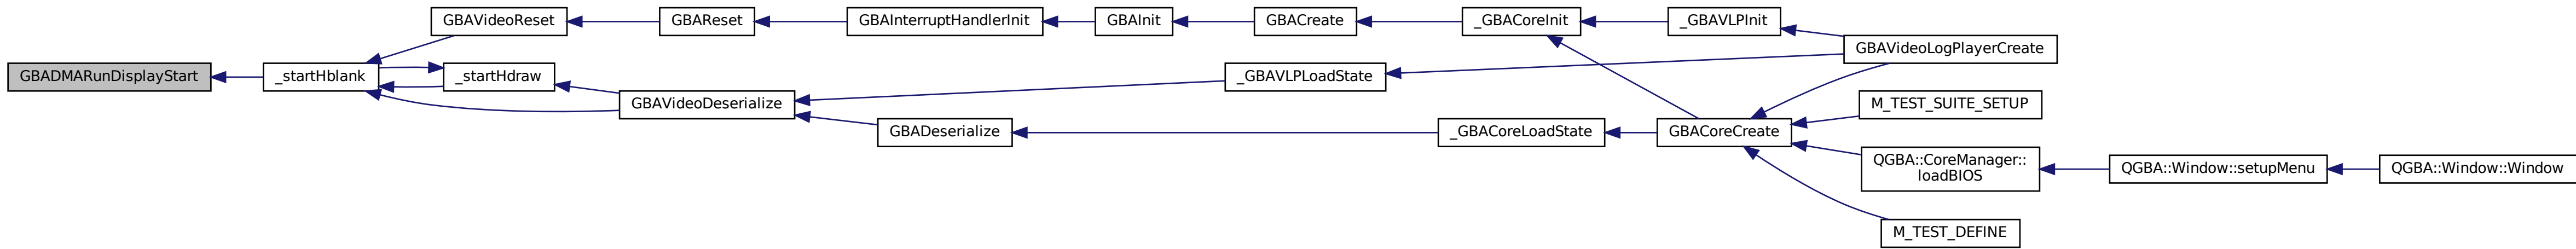 GBADMARunDisplayStart
_startHblank
GBAVideoReset
_startHdraw
GBAReset
GBAVideoDeserialize
GBAInterruptHandlerInit
GBADeserialize
GBAInit
GBACreate
_GBAVLPLoadState
_GBACoreInit
_GBACoreLoadState
_GBAVLPInit
GBACoreCreate
GBAVideoLogPlayerCreate
M_TEST_SUITE_SETUP
QGBA::CoreManager::
loadBIOS
M_TEST_DEFINE
QGBA::Window::setupMenu
QGBA::Window::Window